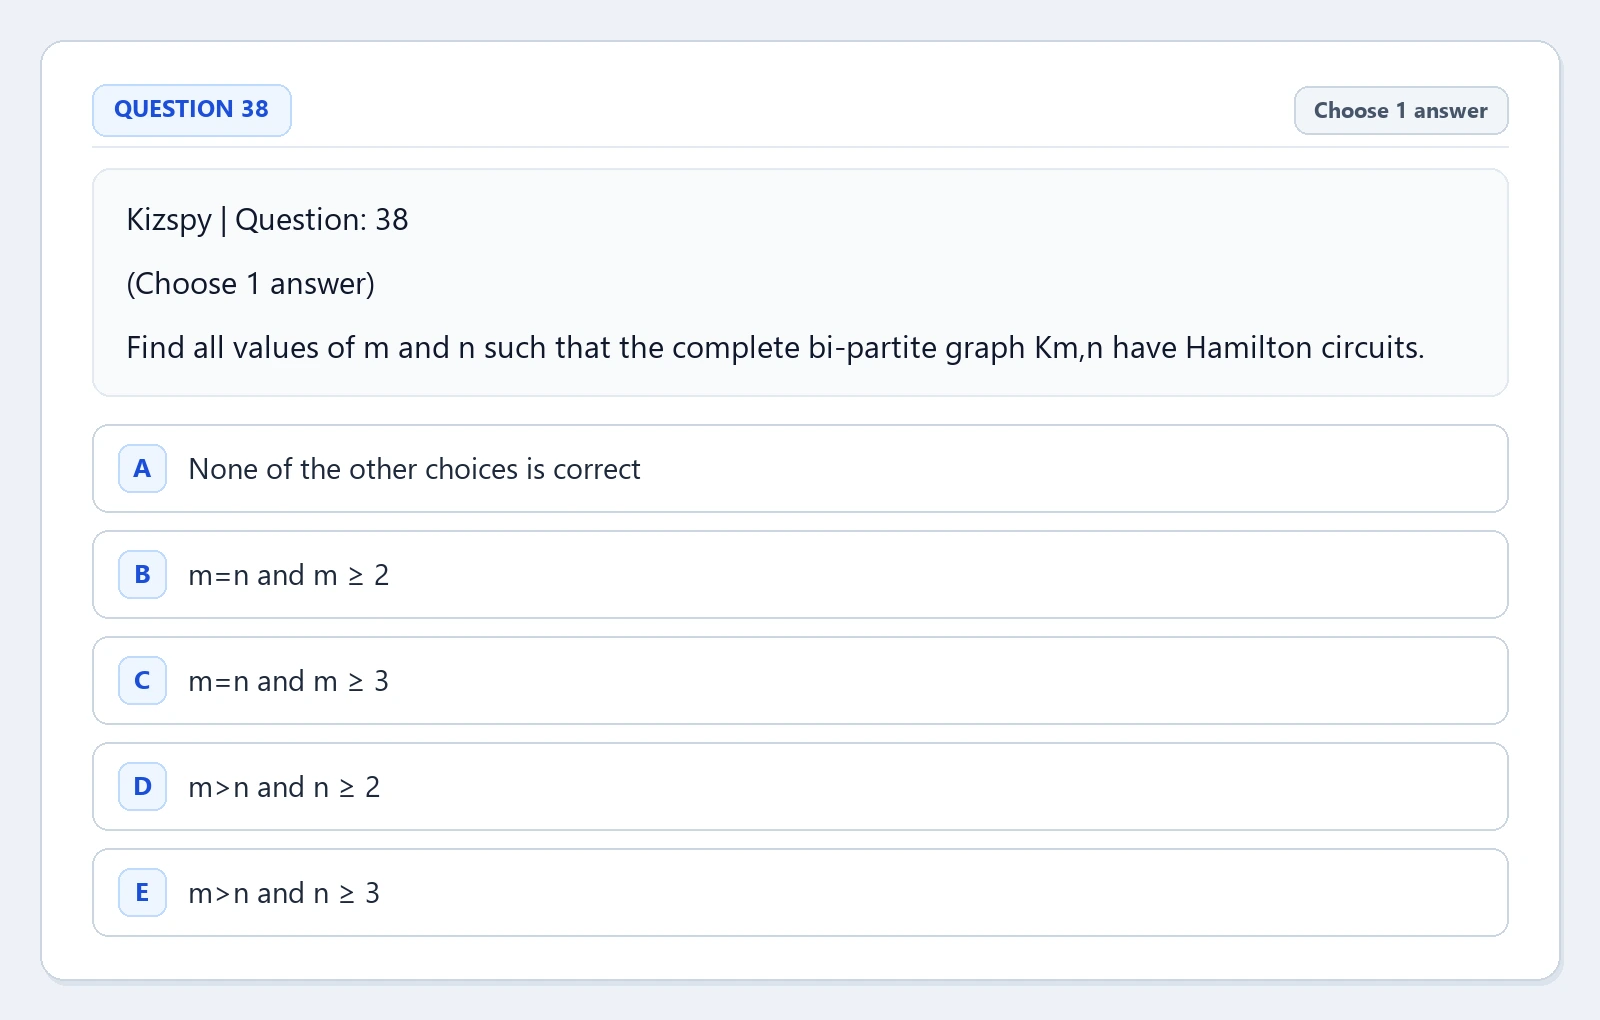 QUESTION 38
Choose 1 answer
Kizspy | Question: 38
(Choose 1 answer)
Find all values of m and n such that the complete bi-partite graph Km,n have Hamilton circuits.
A None of the other choices is correct
B m=n and m ≥ 2
C m=n and m ≥ 3
D m>n and n ≥ 2
E m>n and n ≥ 3